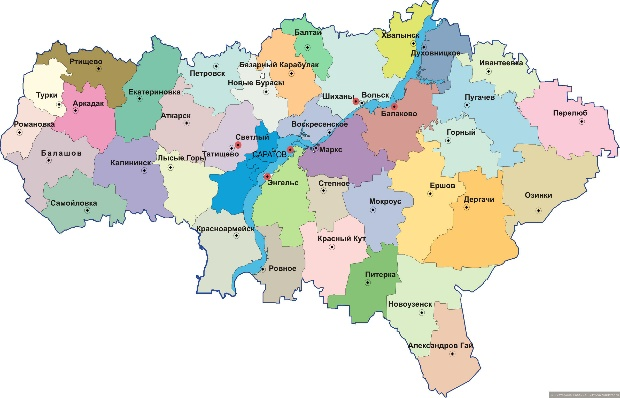 Балтай
Хвалынск
Духовницкое
Ртищево
Базарный Карабулак
Ивантеевка
Петровск
Турки
Екатериновка
Новые Бурасы
Шиханы
Вольск
Пугачев
Аркадак
Аткарск
Балаково
Перелюб
Романовка
Воскресенское
Светлый
Горный
Балашов
Татищево
САРАТОВ
Маркс
Калининск
Лысые Горы
Энгельс
Степное
Ершов
Озинки
Самойловка
Мокроус
Дергачи
Красноармейск
Красный Кут
Ровное
Питерка
Новоузенск
Александров Гай